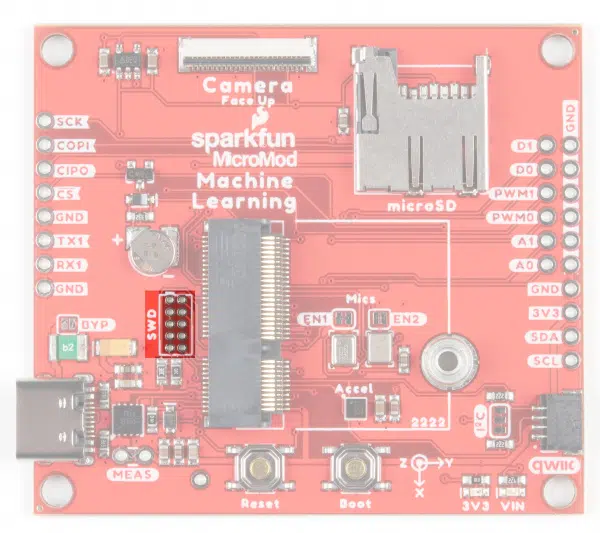 Camera
Face Up
sparkfun
MicroMod
Machine
Learning
microSD
SCK
COPI
CIPO
CS
GND
TX1
RX1
GND
+
-
BYP
b2
SWD
MEAS
Reset
Boot
Mics
EN1
EN2
Accel
2222
Z
Y
X
I2C
qwiic
3V3
VIN
GND
D1
D0
PWM1
PWM0
A1
A0
GND
3V3
SDA
SCL